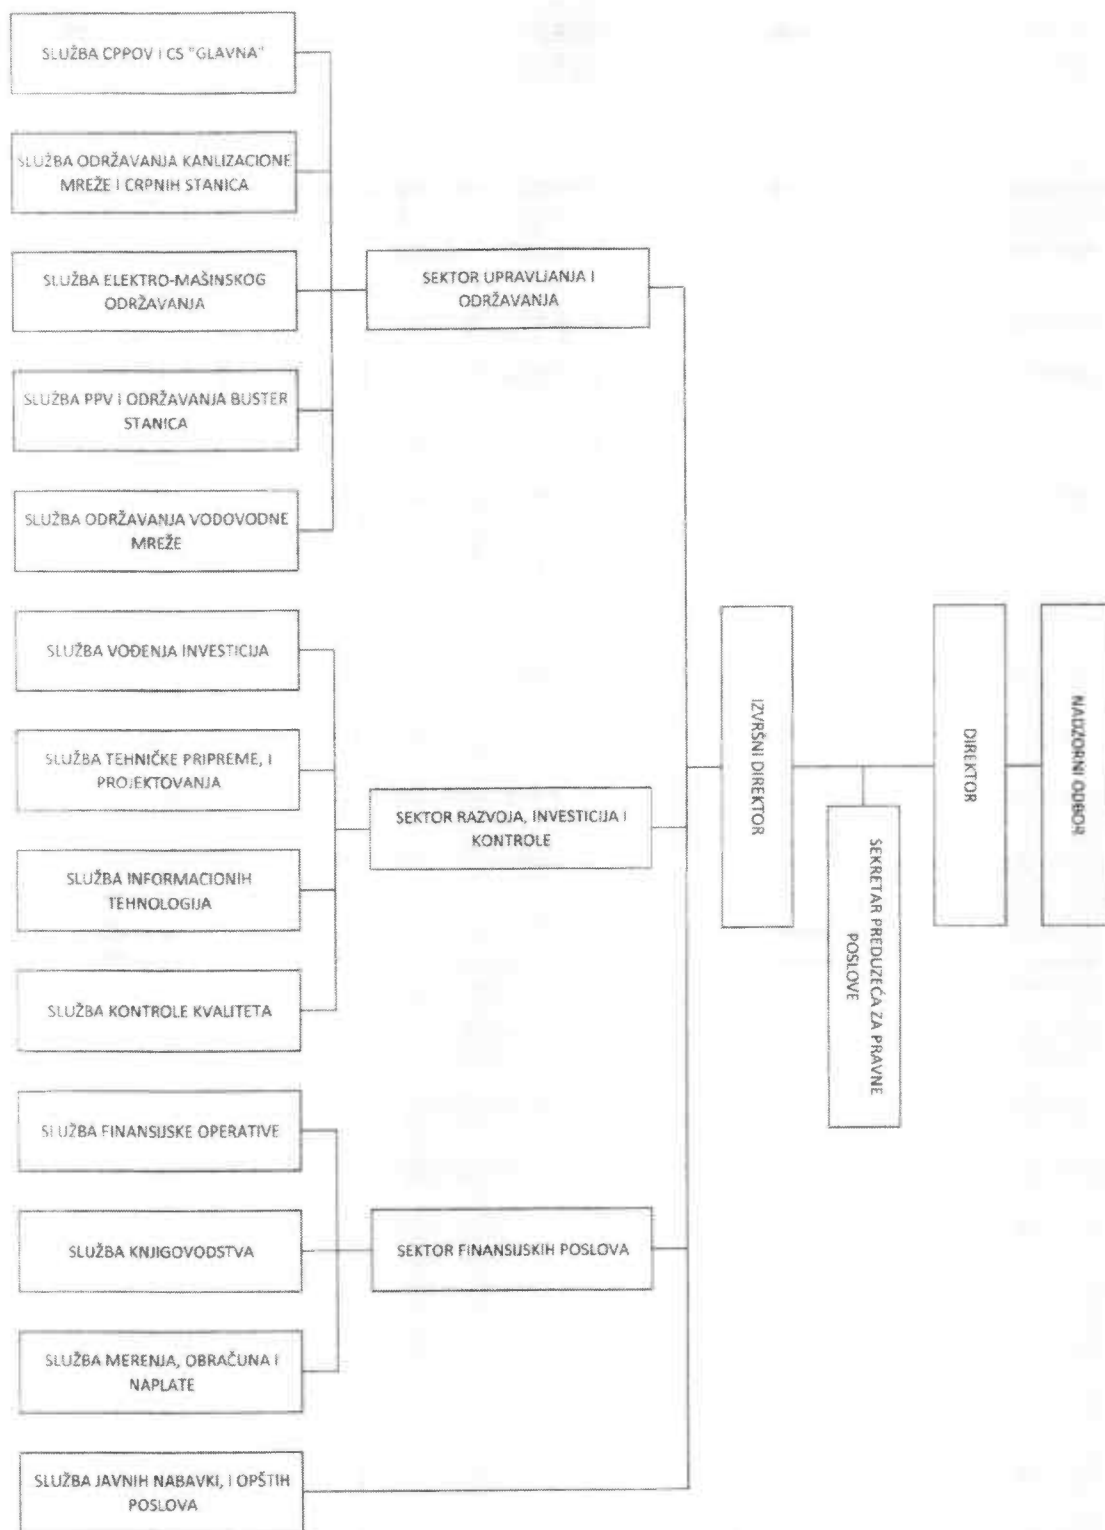 SLUŽBA CPPOV I CS "GLAVNA"
SLUŽBA ODRŽAVANJA KANLIZACIONE
MREŽE I CRPNIH STANICA
SLUŽBA ELEKTRO-MAŠINSKOG
ODRŽAVANJA
SLUŽBA PPV I ODRŽAVANJA BUSTER
STANICA
SLUŽBA ODRŽAVANJA VODOVODNE
MREŽE
SEKTOR UPRAVLJANJA I
ODRŽAVANJA
SLUŽBA VOĐENJA INVESTICIJA
SLUŽBA TEHNIČKE PRIPREME, I
PROJEKTOVANJA
SLUŽBA INFORMACIONIH
TEHNOLOGIJA
SLUŽBA KONTROLE KVALITETA
SEKTOR RAZVOJA, INVESTICIJA I
KONTROLE
SLUŽBA FINANSIJSKE OPERATIVE
SLUŽBA KNJIGOVODSTVA
SLUŽBA MERENJA, OBRAČUNA I
NAPLATE
SEKTOR FINANSIJSKIH POSLOVA
SLUŽBA JAVNIH NABAVKI, I OPŠTIH
POSLOVA
IZVRŠNI DIREKTOR
SEKRETAR PREDUZEĆA ZA PRAVNE
POSLOVE
DIREKTOR
NADZORNI ODBOR